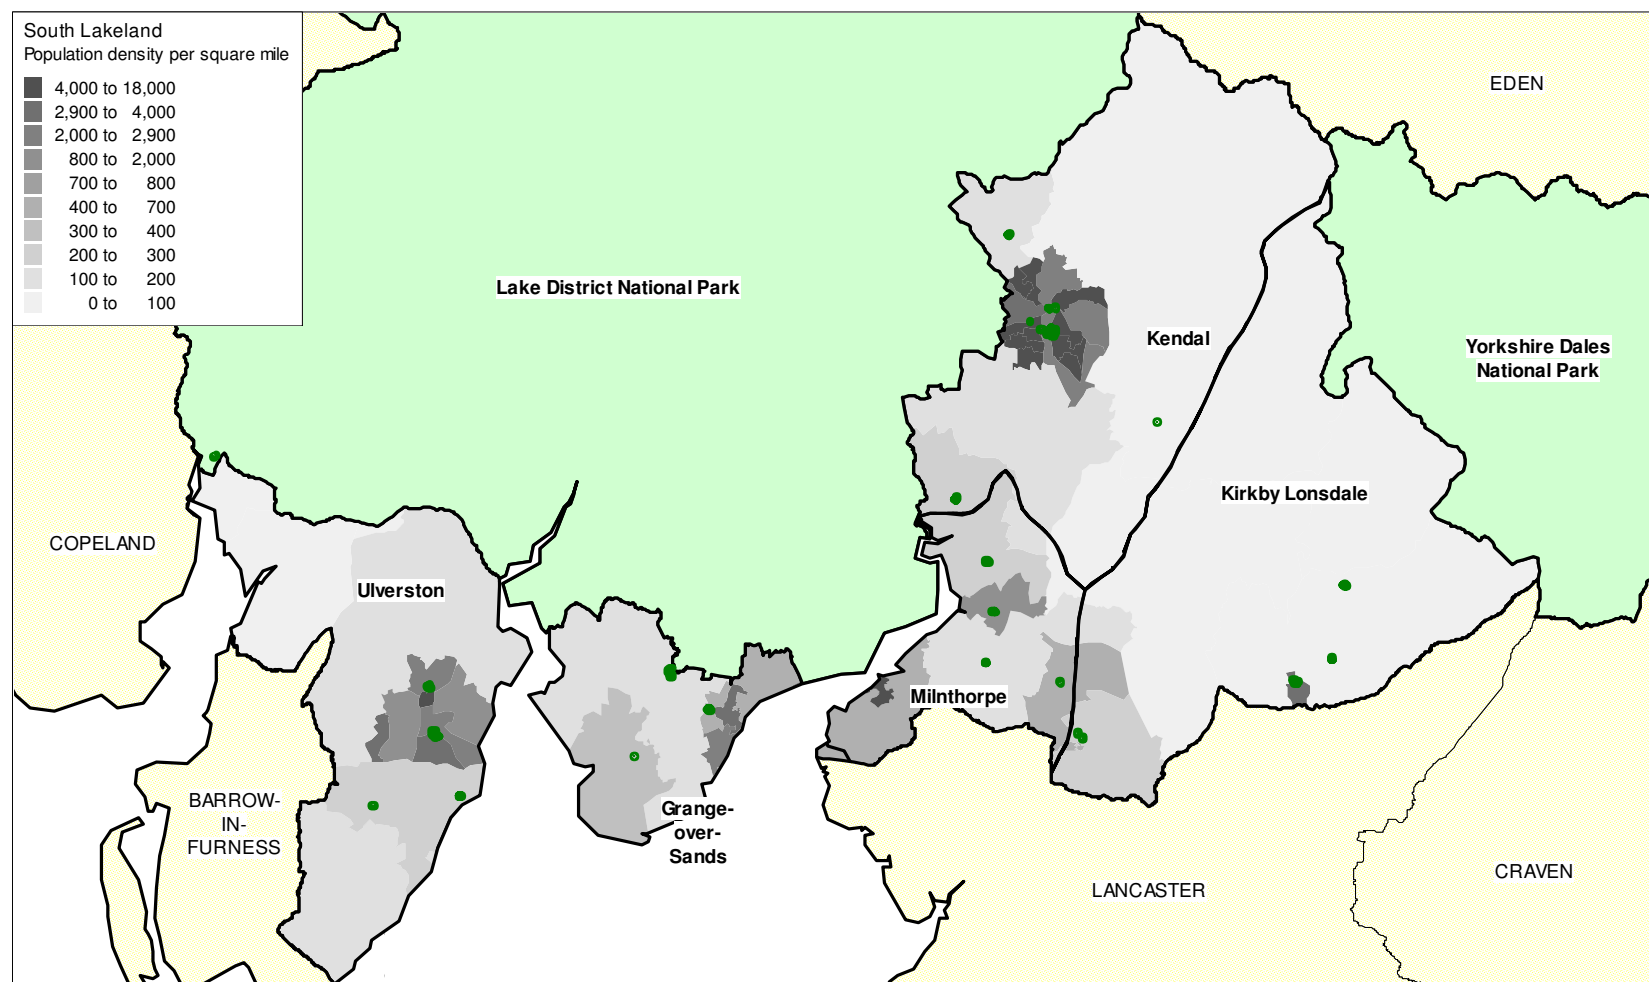 South Lakeland
Population density per square mile
4,000 to 18,000
2,900 to 4,000
2,000 to 2,900
800 to 2,000
700 to 800
400 to 700
300 to 400
200 to 300
100 to 200
0 to 100
EDEN
Lake District National Park
Kendal
Yorkshire Dales
National Park
Kirkby Lonsdale
COPELAND
Ulverston
Milnthorpe
BARROW-
IN-
FURNESS
Grange-
over-
Sands
LANCASTER
CRAVEN